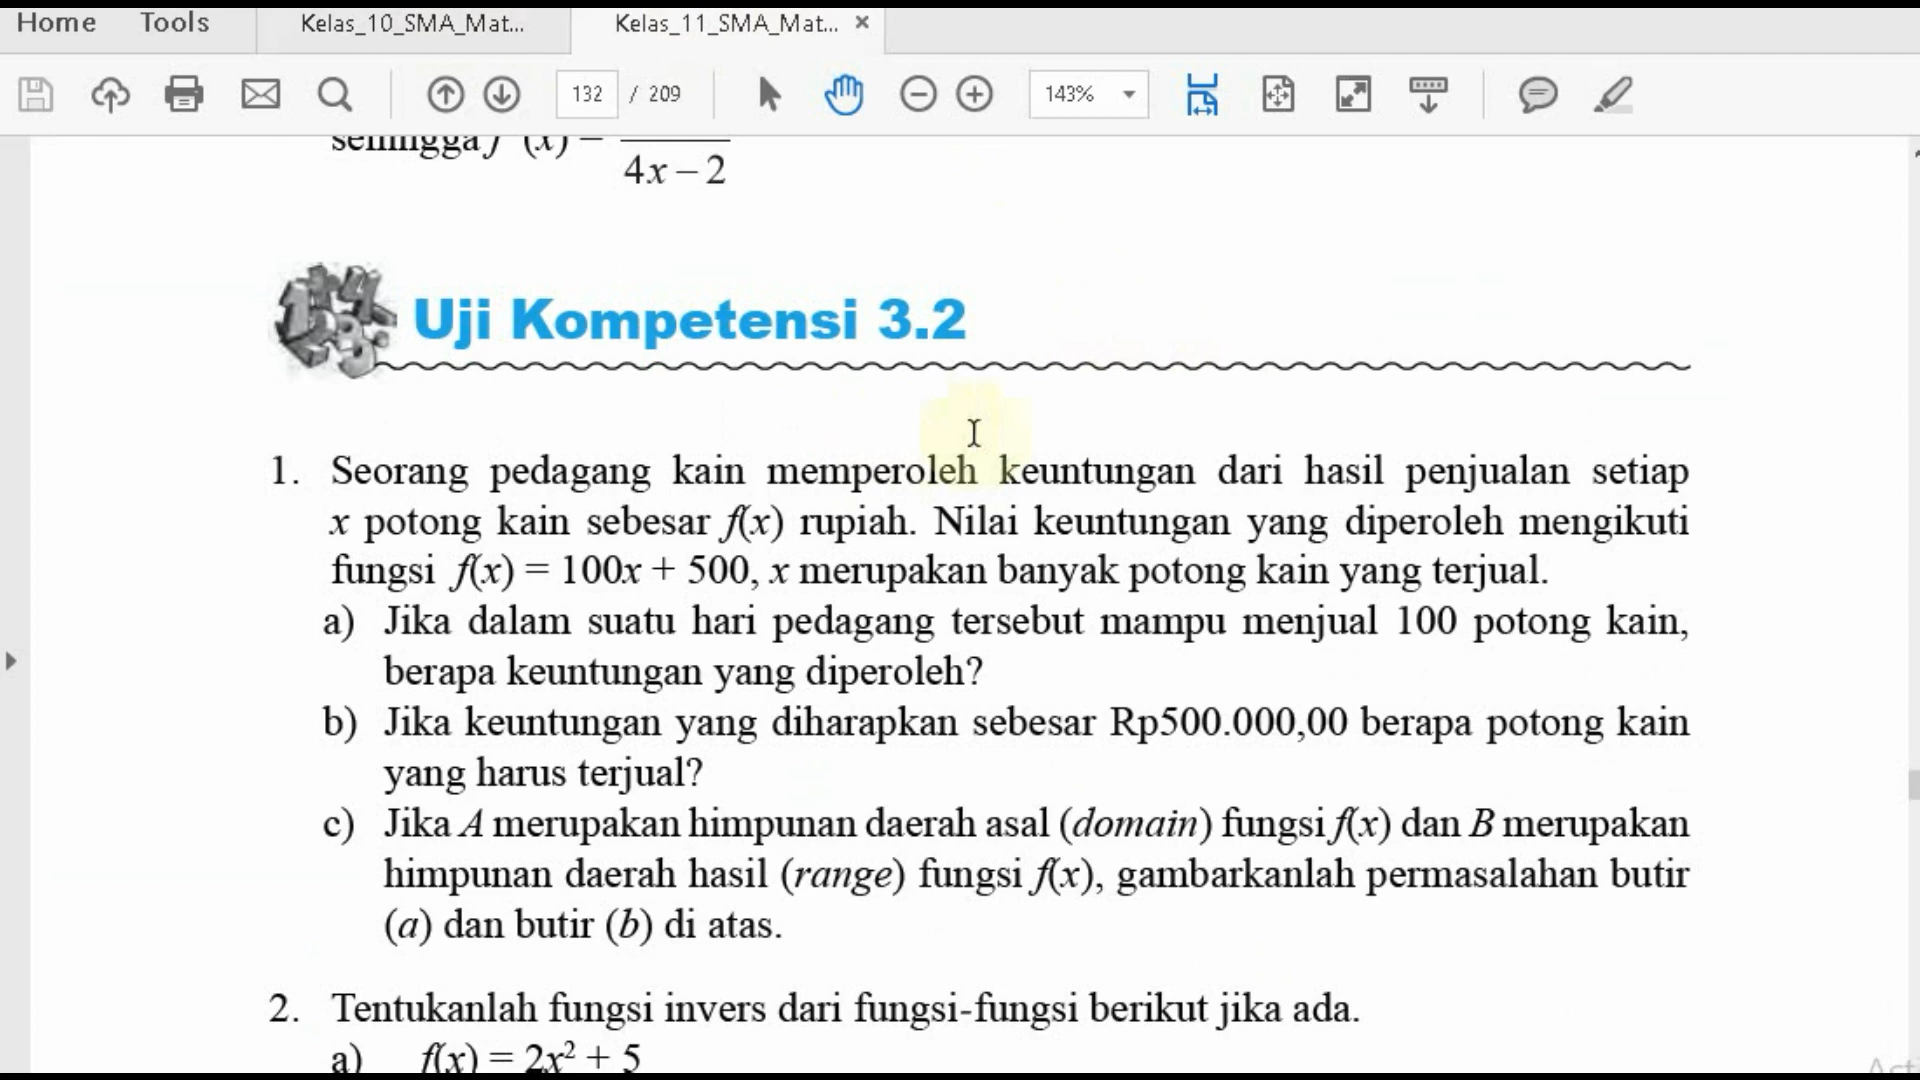 Home Tools Kelas_10_SMA_Mat... Kelas_11_SMA_Mat... ×
132 / 209 143%
sehingga f (x) =
4x – 2
Uji Kompetensi 3.2
1. Seorang pedagang kain memperoleh keuntungan dari hasil penjualan setiap
x potong kain sebesar f(x) rupiah. Nilai keuntungan yang diperoleh mengikuti
fungsi f(x) = 100x + 500, x merupakan banyak potong kain yang terjual.
a) Jika dalam suatu hari pedagang tersebut mampu menjual 100 potong kain,
berapa keuntungan yang diperoleh?
b) Jika keuntungan yang diharapkan sebesar Rp500.000,00 berapa potong kain
yang harus terjual?
c) Jika A merupakan himpunan daerah asal (domain) fungsi f(x) dan B merupakan
himpunan daerah hasil (range) fungsi f(x), gambarkanlah permasalahan butir
(a) dan butir (b) di atas.
2. Tentukanlah fungsi invers dari fungsi-fungsi berikut jika ada.
a) f(x) = 2x² + 5